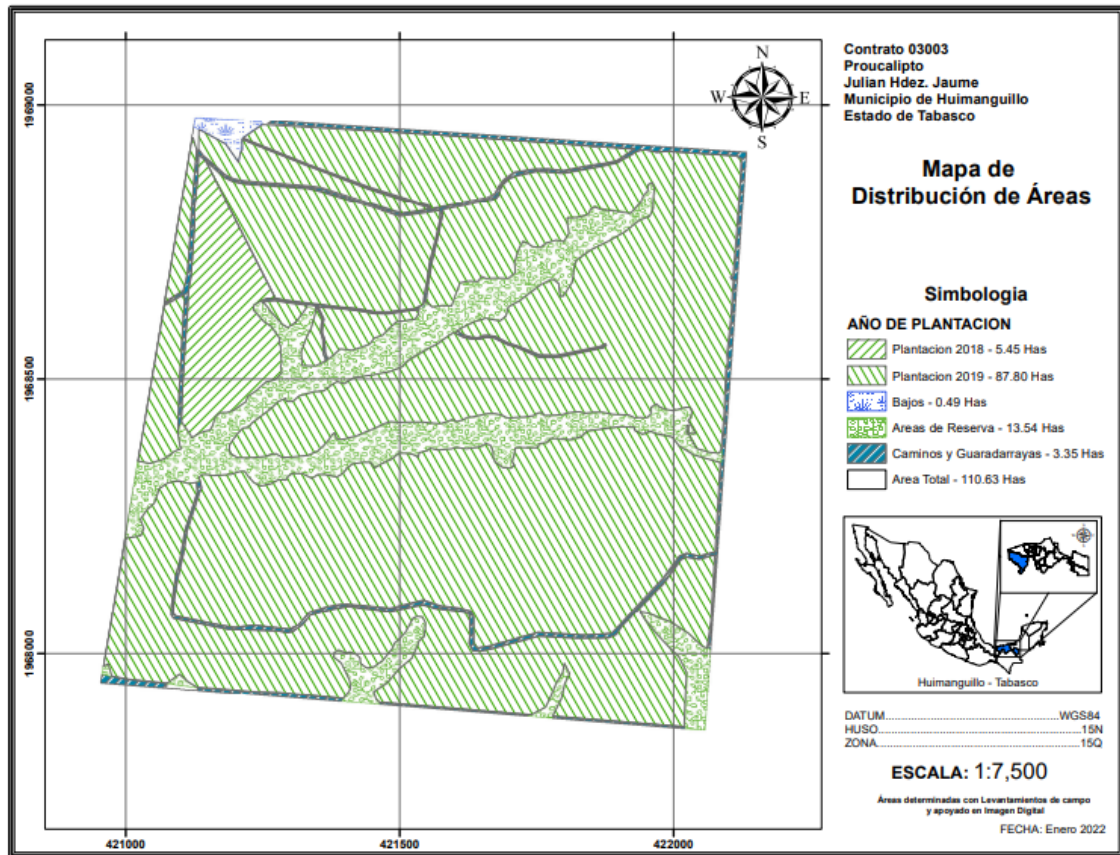 Contrato 03003
Proucalipto
Julian Hdez. Jaume
Municipio de Huimanguillo
Estado de Tabasco
Mapa de
Distribución de Áreas
Simbologia
AÑO DE PLANTACION
Plantacion 2018 - 5.45 Has
Plantacion 2019 - 87.80 Has
Bajos - 0.49 Has
Areas de Reserva - 13.54 Has
Caminos y Guaradarrayas - 3.35 Has
Area Total - 110.63 Has
Huimanguillo - Tabasco
DATUM...........................................................WGS84
HUSO.................................................................15N
ZONA..................................................................15Q
ESCALA: 1:7,500
Áreas determinadas con Levantamientos de campo
y apoyado en Imagen Digital
FECHA: Enero 2022
N
W E
S
1969000
1968500
1968000
421000 421500 422000